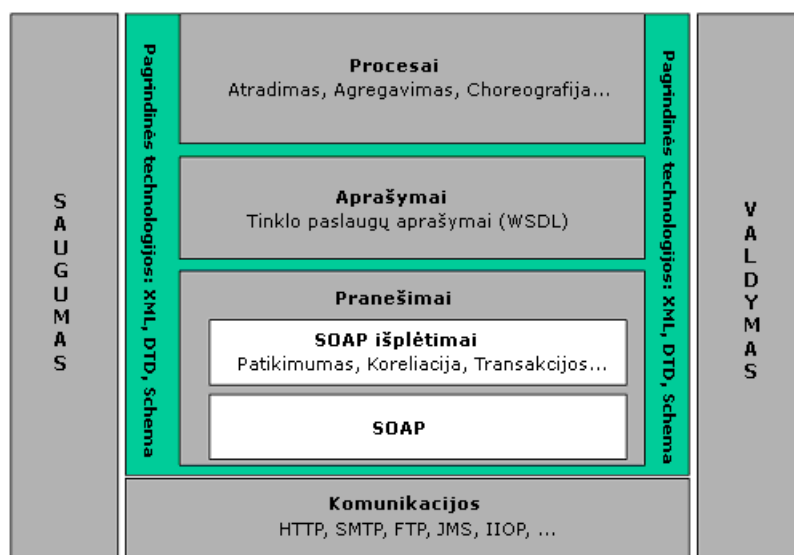 SAUGUMAS
Pagrindinės technologijos: XML, DTD, Schema
Procesai
Atradimas, Agregavimas, Choreografija...
Aprašymai
Tinklo paslaugų aprašymai (WSDL)
Pranešimai
SOAP išplėtimai
Patikimumas, Koreliacija, Transakcijos...
SOAP
Pagrindinės technologijos: XML, DTD, Schema
VALDYMAS
Komunikacijos
HTTP, SMTP, FTP, JMS, IIOP, ...